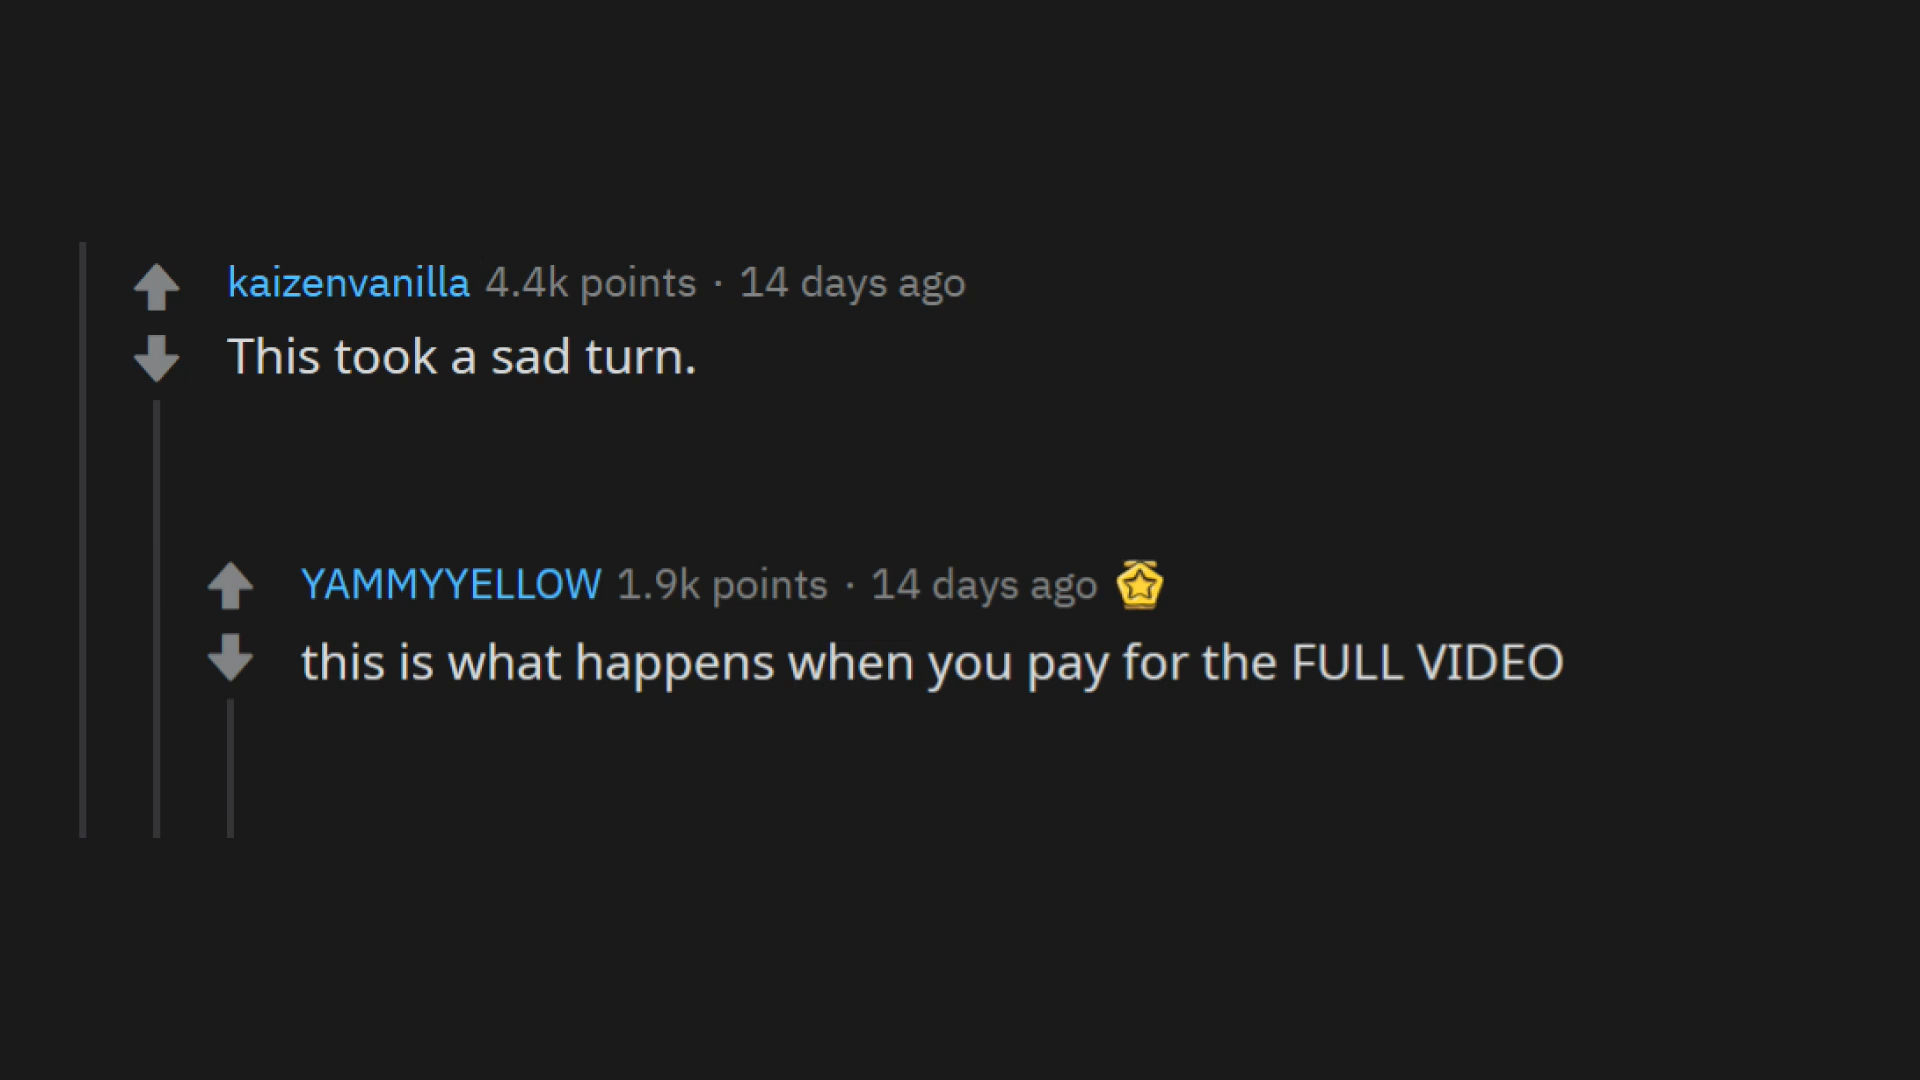 kaizenvanilla 4.4k points · 14 days ago
This took a sad turn.
YAMMYYELLOW 1.9k points · 14 days ago
this is what happens when you pay for the FULL VIDEO